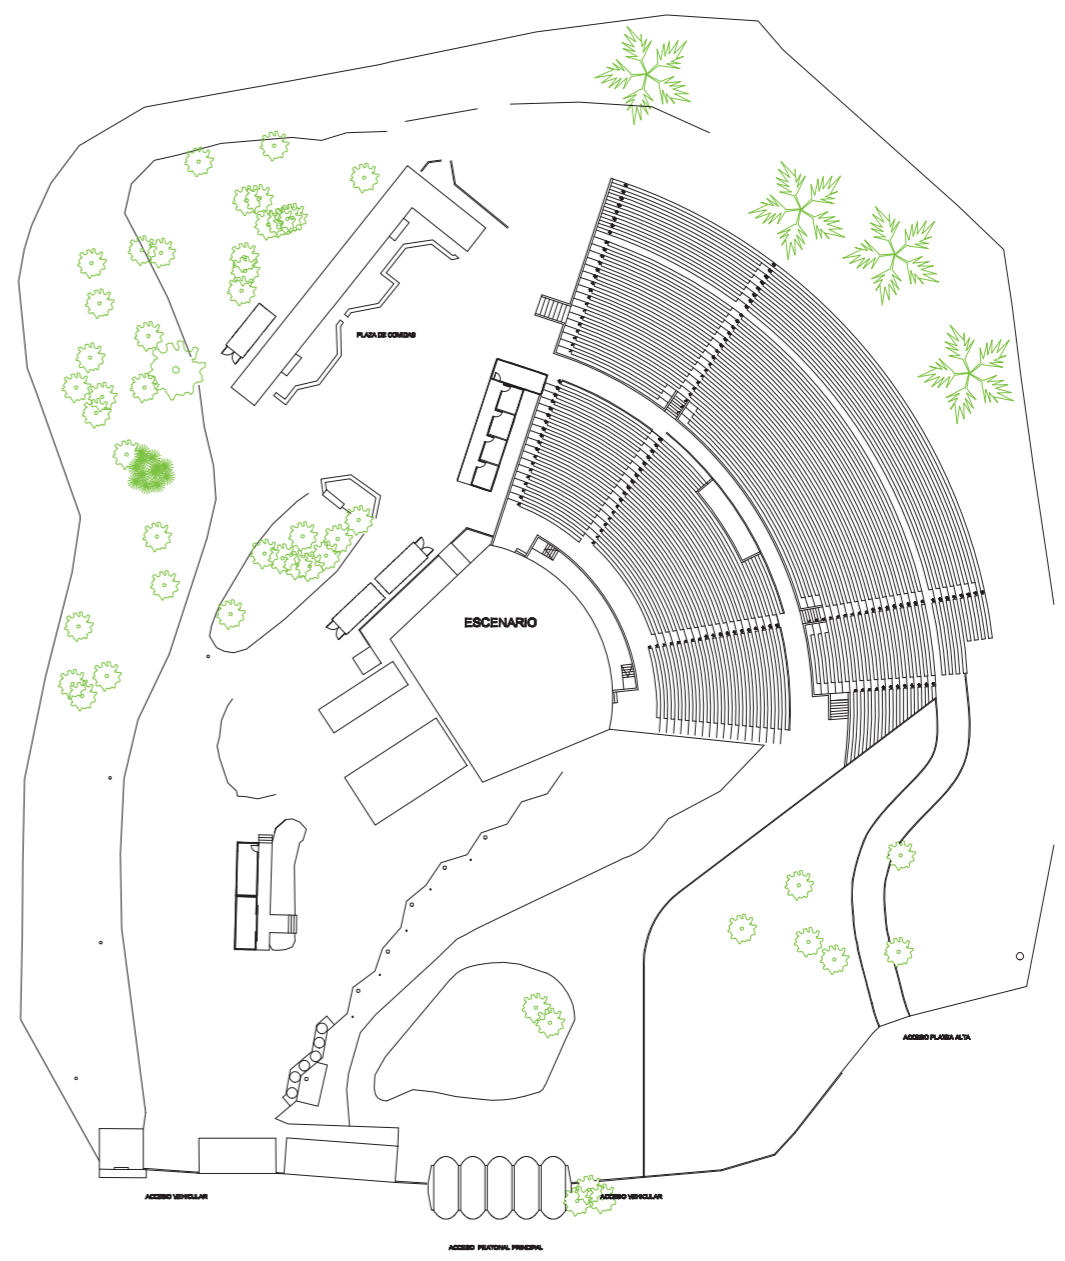 PLAZA DE COMIDAS
ESCENARIO
ACCESO PLATEA ALTA
ACCESO VEHICULAR
ACCESO VEHICULAR
ACCESO PEATONAL PRINCIPAL